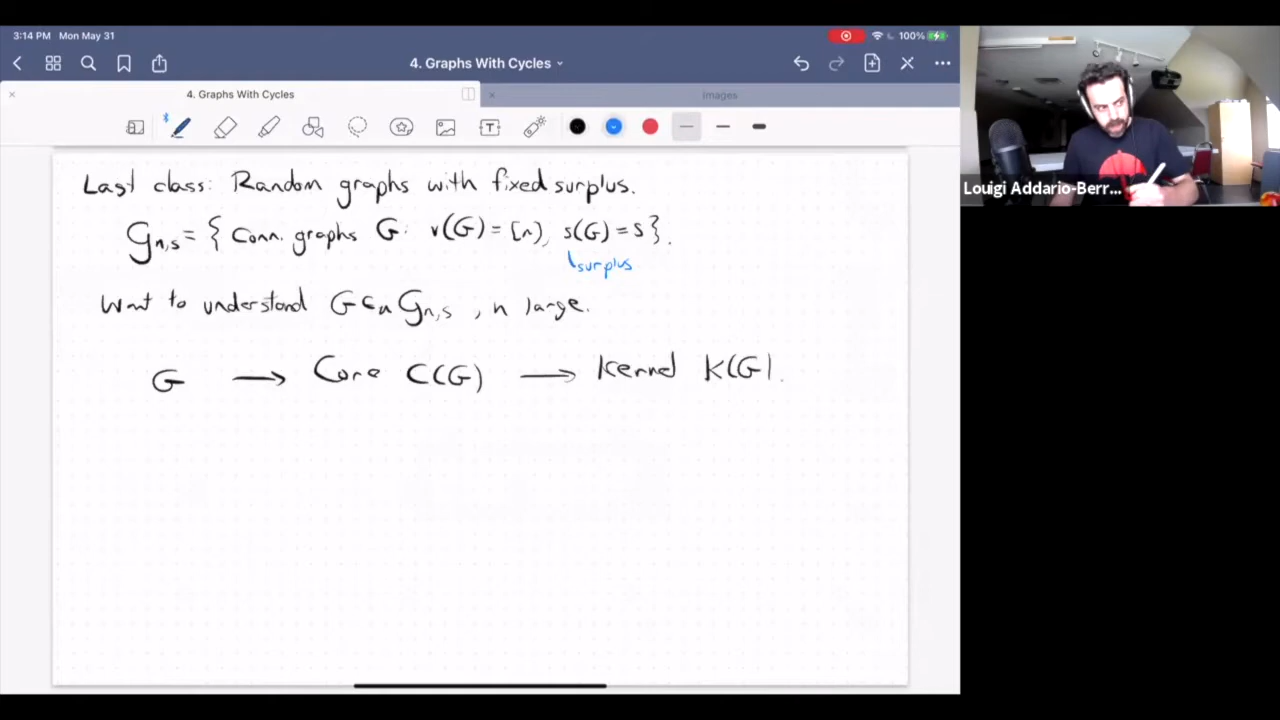 3:14 PM Mon May 31
100%
4. Graphs With Cycles
4. Graphs With Cycles
Images
Last class: Random graphs with fixed surplus.
𝒢n,s = { Conn. graphs G: v(G) = [n], s(G) = s }.
surplus
Want to understand G ∈u 𝒢n,s, n large.
G → Core C(G) → Kernel K(G).
Louigi Addario-Berr...